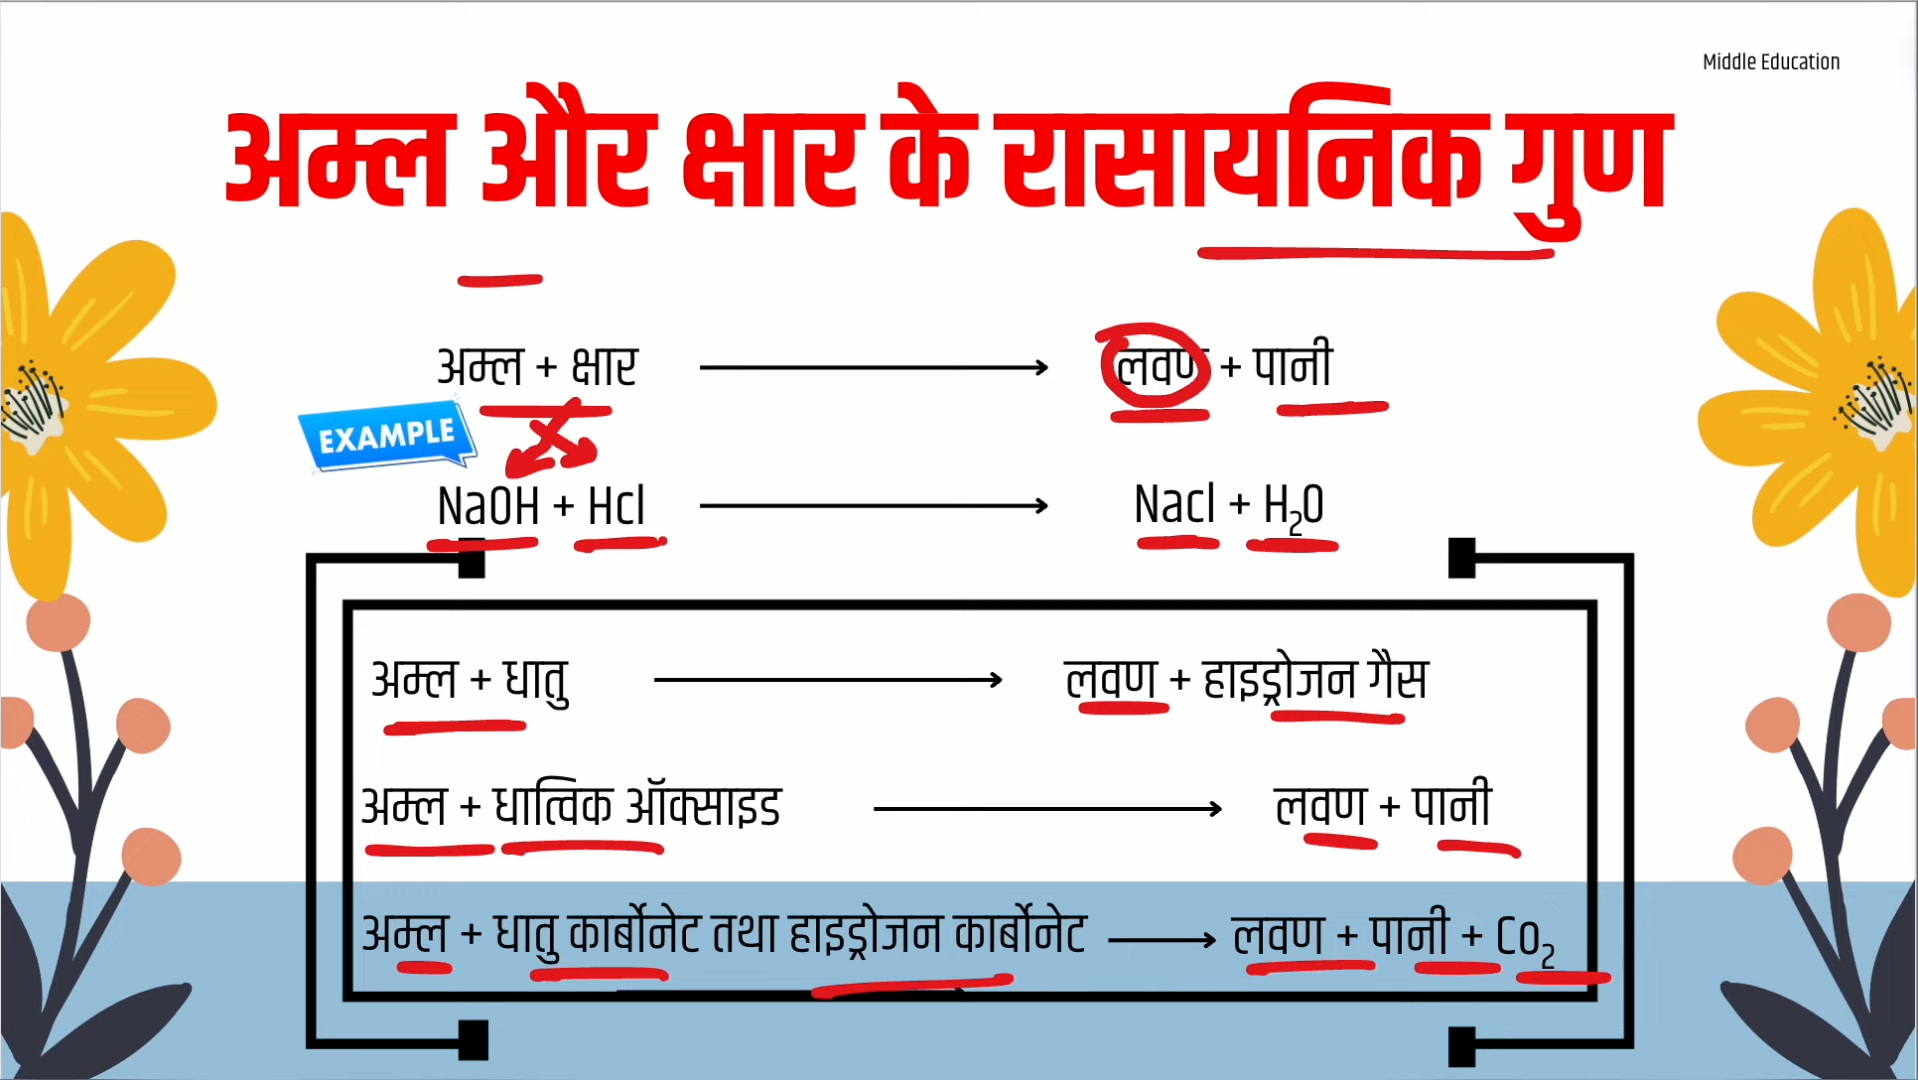 Middle Education
अम्ल और क्षार के रासायनिक गुण
अम्ल + क्षार → लवण + पानी
EXAMPLE
NaOH + Hcl → Nacl + H₂O
अम्ल + धातु → लवण + हाइड्रोजन गैस
अम्ल + धात्विक ऑक्साइड → लवण + पानी
अम्ल + धातु कार्बोनेट तथा हाइड्रोजन कार्बोनेट → लवण + पानी + Co₂